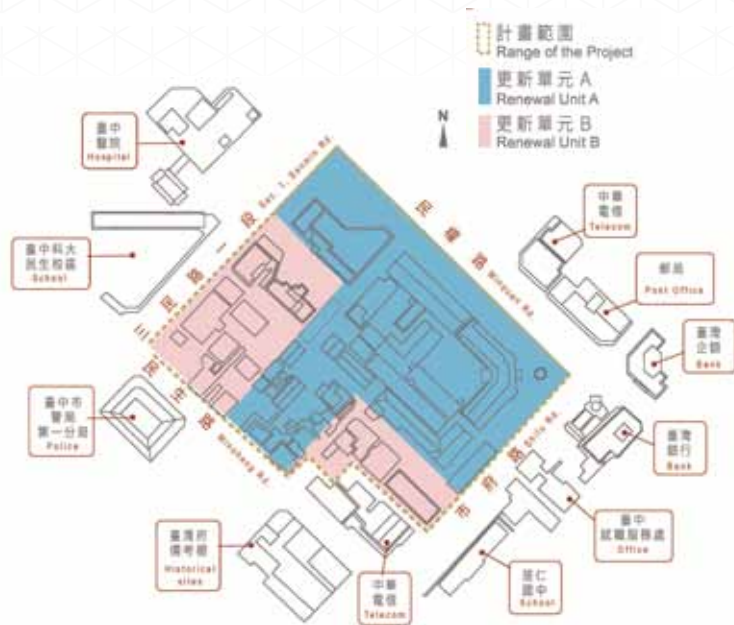 計畫範圍
Range of the Project
更新單元 A
Renewal Unit A
更新單元 B
Renewal Unit B
N
臺中
醫院
Hospital
三民路一段
Sec. 1, Sanmin Rd.
民權路
Minquan Rd.
中華
電信
Telecom
郵局
Post Office
臺中科大
民生校區
School
臺灣
企銀
Bank
民生路
Minsheng Rd.
市府路
Shifu Rd.
臺中市
警局
第一分局
Police
臺灣
銀行
Bank
臺中
就職服務處
Office
臺灣府
儒考棚
Historical
sites
中華
電信
Telecom
居仁
國中
School